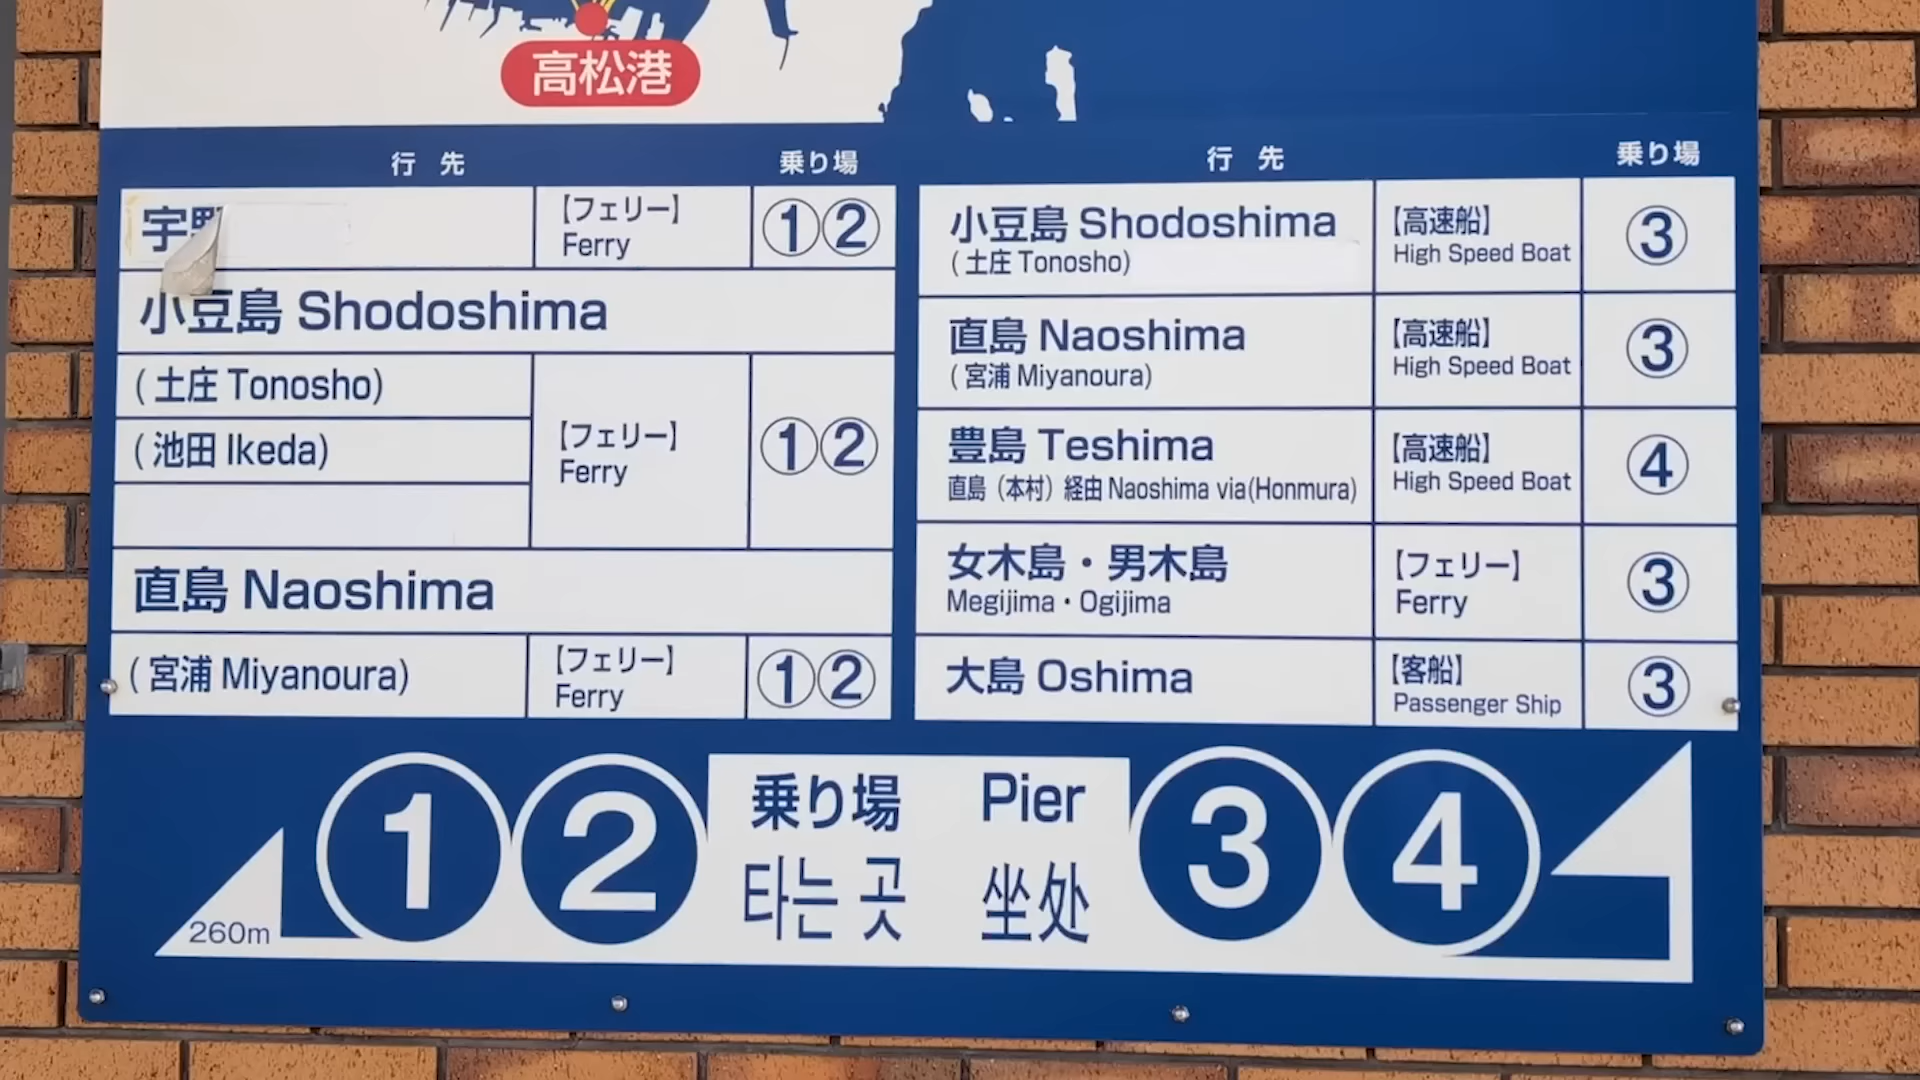 高松港
行先 乗り場
宇野 【フェリー】 Ferry ①②
小豆島 Shodoshima
(土庄 Tonosho)
(池田 Ikeda)
【フェリー】 Ferry ①②
直島 Naoshima
(宮浦 Miyanoura) 【フェリー】 Ferry ①②
行先 乗り場
小豆島 Shodoshima 【高速船】 ③
(土庄 Tonosho) High Speed Boat
直島 Naoshima 【高速船】 ③
(宮浦 Miyanoura) High Speed Boat
豊島 Teshima 【高速船】 ④
直島（本村）経由 Naoshima via(Honmura) High Speed Boat
女木島・男木島 【フェリー】 ③
Megijima・Ogijima Ferry
大島 Oshima 【客船】 ③
Passenger Ship
260m
1 2 乗り場 Pier 3 4
타는 곳 坐处